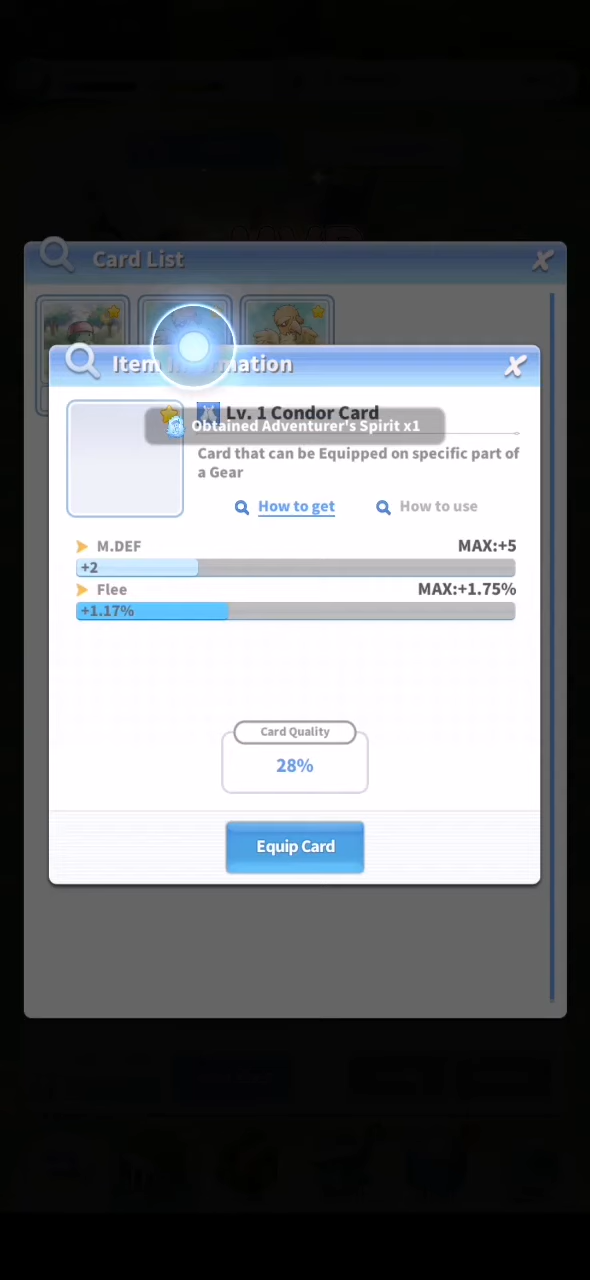 Card List
Item Information
Lv. 1 Condor Card
Obtained Adventurer's Spirit x1
Card that can be Equipped on specific part of
a Gear
How to get
How to use
M.DEF
MAX:+5
+2
Flee
MAX:+1.75%
+1.17%
Card Quality
28%
Equip Card